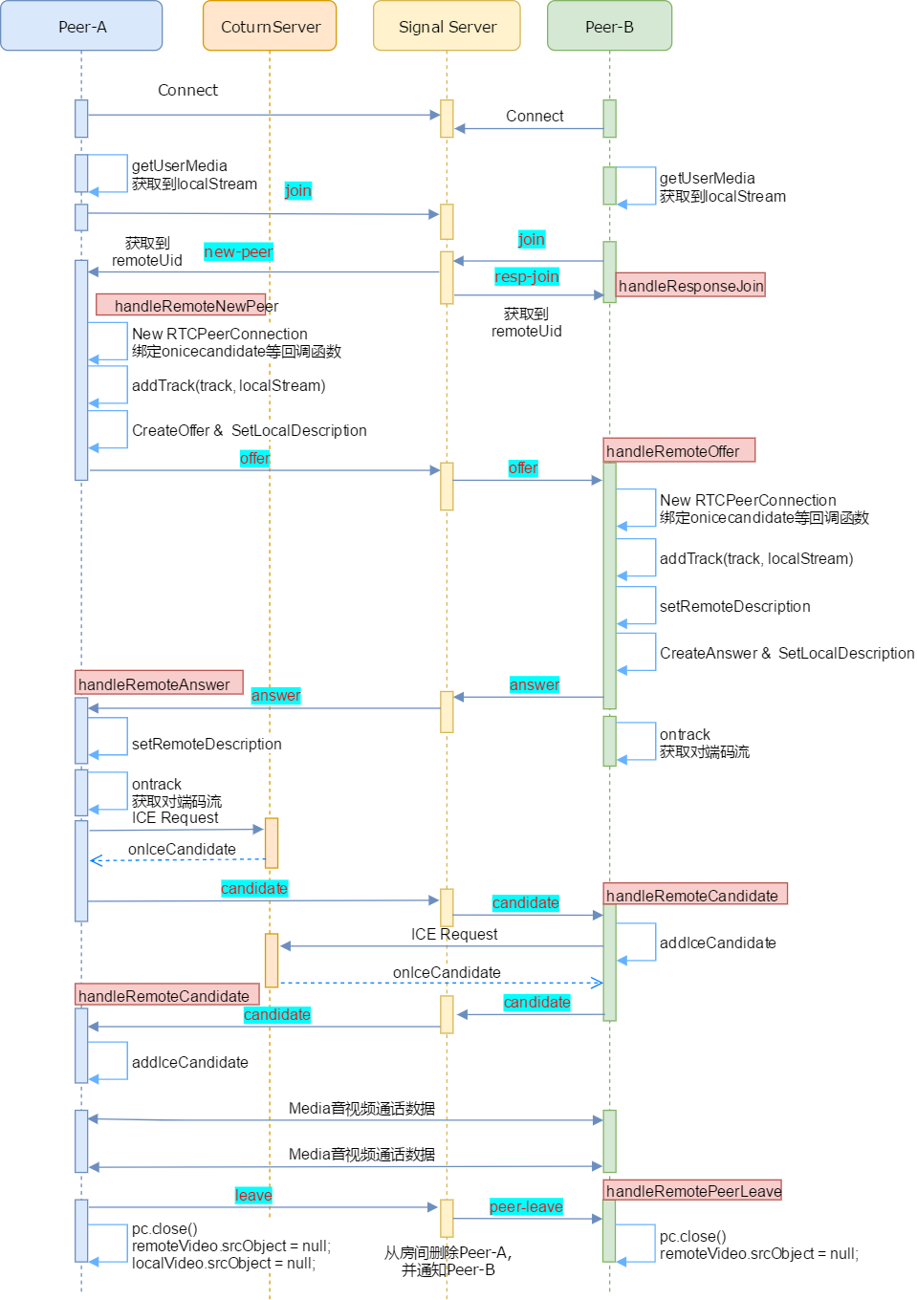 Peer-A
CoturnServer
Signal Server
Peer-B
Connect
Connect
getUserMedia
获取到localStream
getUserMedia
获取到localStream
join
join
获取到
remoteUid
new-peer
resp-join
handleResponseJoin
获取到
remoteUid
handleRemoteNewPeer
New RTCPeerConnection
绑定onicecandidate等回调函数
addTrack(track, localStream)
CreateOffer & SetLocalDescription
offer
offer
handleRemoteOffer
New RTCPeerConnection
绑定onicecandidate等回调函数
addTrack(track, localStream)
setRemoteDescription
CreateAnswer & SetLocalDescription
answer
handleRemoteAnswer
answer
setRemoteDescription
ontrack
获取对端码流
ontrack
获取对端码流
ICE Request
onIceCandidate
candidate
candidate
handleRemoteCandidate
ICE Request
addIceCandidate
onIceCandidate
candidate
handleRemoteCandidate
candidate
addIceCandidate
Media音视频通话数据
Media音视频通话数据
leave
peer-leave
handleRemotePeerLeave
pc.close()
remoteVideo.srcObject = null;
localVideo.srcObject = null;
从房间删除Peer-A，
并通知Peer-B
pc.close()
remoteVideo.srcObject = null;